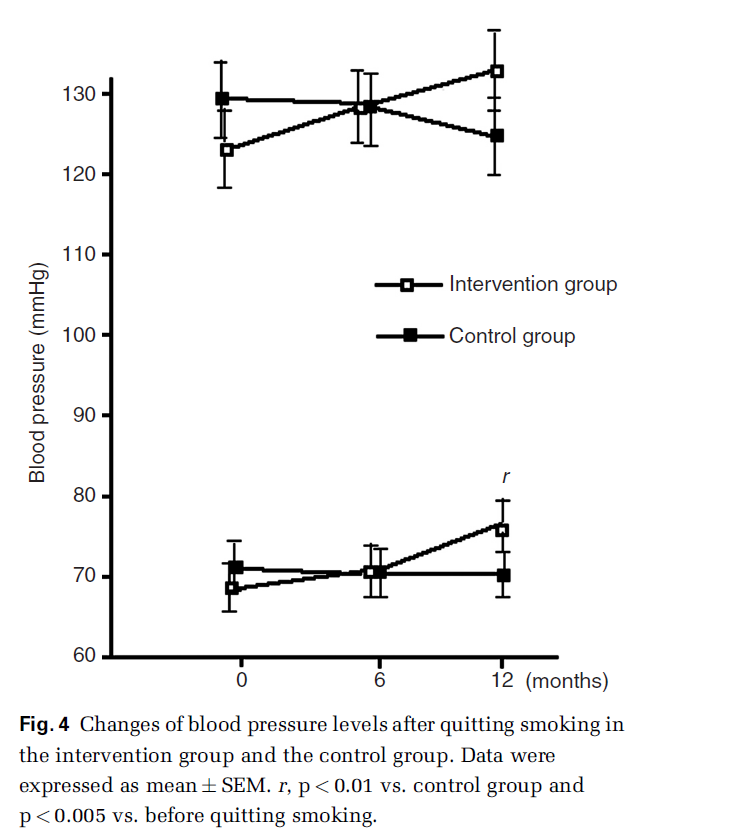 130
120
110
100
90
80
70
60
Blood pressure (mmHg)
Intervention group
Control group
r
0 6 12 (months)
Fig. 4 Changes of blood pressure levels after quitting smoking in
the intervention group and the control group. Data were
expressed as mean ± SEM. r, p < 0.01 vs. control group and
p < 0.005 vs. before quitting smoking.